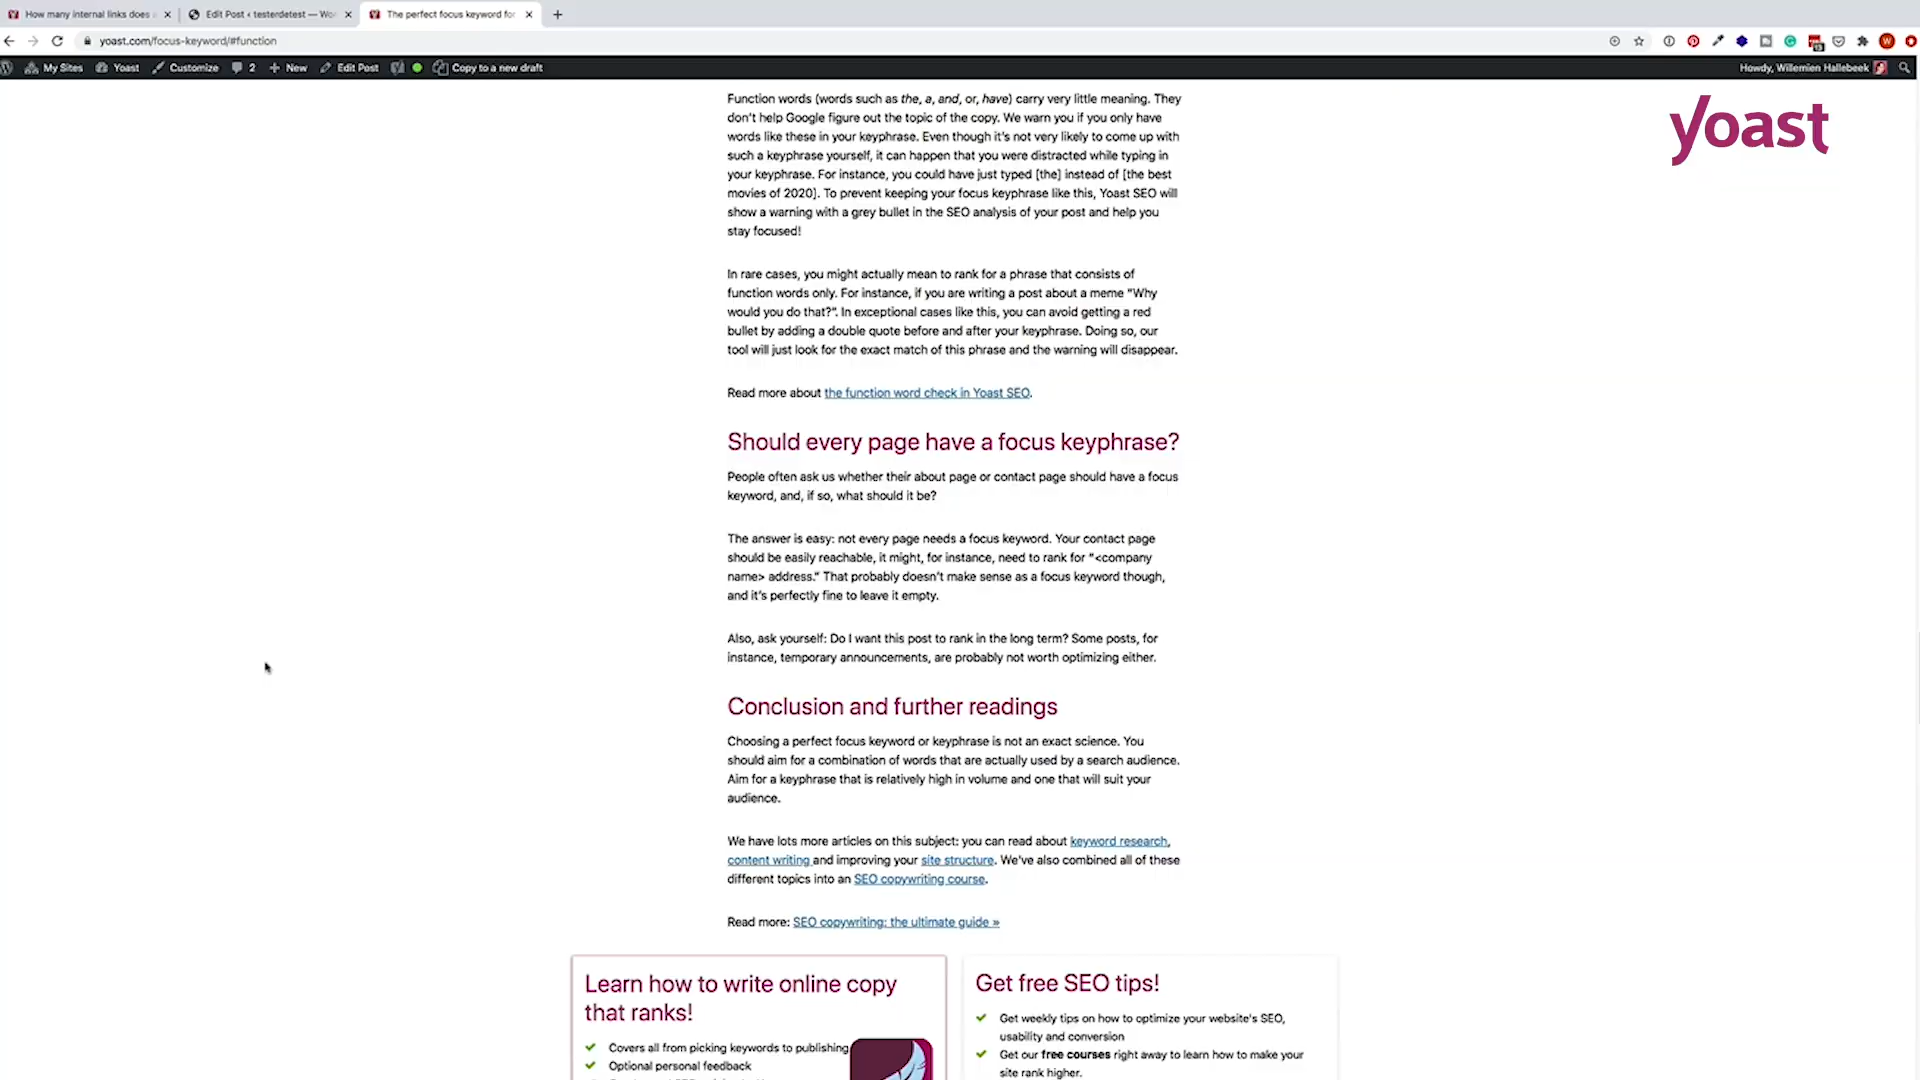 How many internal links does
Edit Post ‹ testerdetest — Wo
The perfect focus keyword for
yoast.com/focus-keyword/#function
My Sites
Yoast
Customize
2
New
Edit Post
Copy to a new draft
Howdy, Willemien Hallebeek
yoast
Function words (words such as the, a, and, or, have) carry very little meaning. They
don't help Google figure out the topic of the copy. We warn you if you only have
words like these in your keyphrase. Even though it's not very likely to come up with
such a keyphrase yourself, it can happen that you were distracted while typing in
your keyphrase. For instance, you could have just typed [the] instead of [the best
movies of 2020]. To prevent keeping your focus keyphrase like this, Yoast SEO will
show a warning with a grey bullet in the SEO analysis of your post and help you
stay focused!
In rare cases, you might actually mean to rank for a phrase that consists of
function words only. For instance, if you are writing a post about a meme "Why
would you do that?". In exceptional cases like this, you can avoid getting a red
bullet by adding a double quote before and after your keyphrase. Doing so, our
tool will just look for the exact match of this phrase and the warning will disappear.
Read more about the function word check in Yoast SEO.
Should every page have a focus keyphrase?
People often ask us whether their about page or contact page should have a focus
keyword, and, if so, what should it be?
The answer is easy: not every page needs a focus keyword. Your contact page
should be easily reachable, it might, for instance, need to rank for "<company
name> address." That probably doesn't make sense as a focus keyword though,
and it's perfectly fine to leave it empty.
Also, ask yourself: Do I want this post to rank in the long term? Some posts, for
instance, temporary announcements, are probably not worth optimizing either.
Conclusion and further readings
Choosing a perfect focus keyword or keyphrase is not an exact science. You
should aim for a combination of words that are actually used by a search audience.
Aim for a keyphrase that is relatively high in volume and one that will suit your
audience.
We have lots more articles on this subject: you can read about keyword research,
content writing and improving your site structure. We've also combined all of these
different topics into an SEO copywriting course.
Read more: SEO copywriting: the ultimate guide »
Learn how to write online copy
that ranks!
Covers all from picking keywords to publishing
Optional personal feedback
Get free SEO tips!
Get weekly tips on how to optimize your website's SEO,
usability and conversion
Get our free courses right away to learn how to make your
site rank higher.